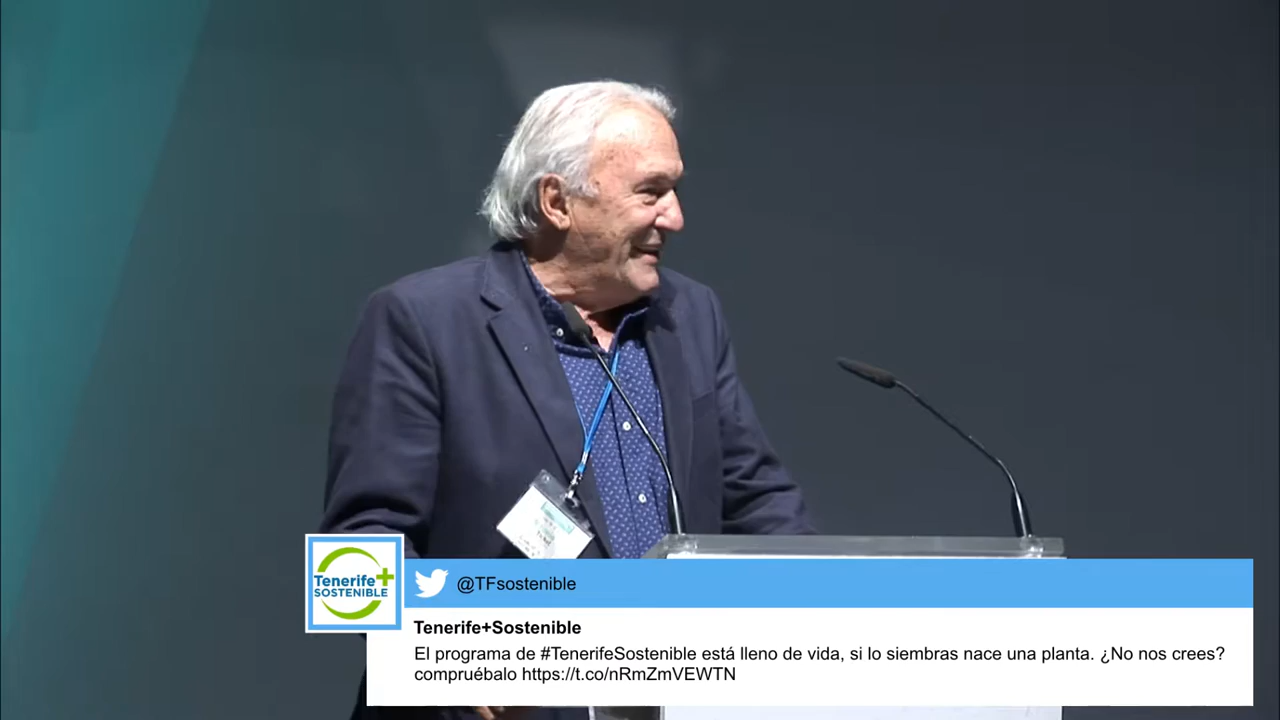 Tenerife+
SOSTENIBLE
@TFsostenible
Tenerife+Sostenible
El programa de #TenerifeSostenible está lleno de vida, si lo siembras nace una planta. ¿No nos crees?
compruébalo https://t.co/nRmZmVEWTN